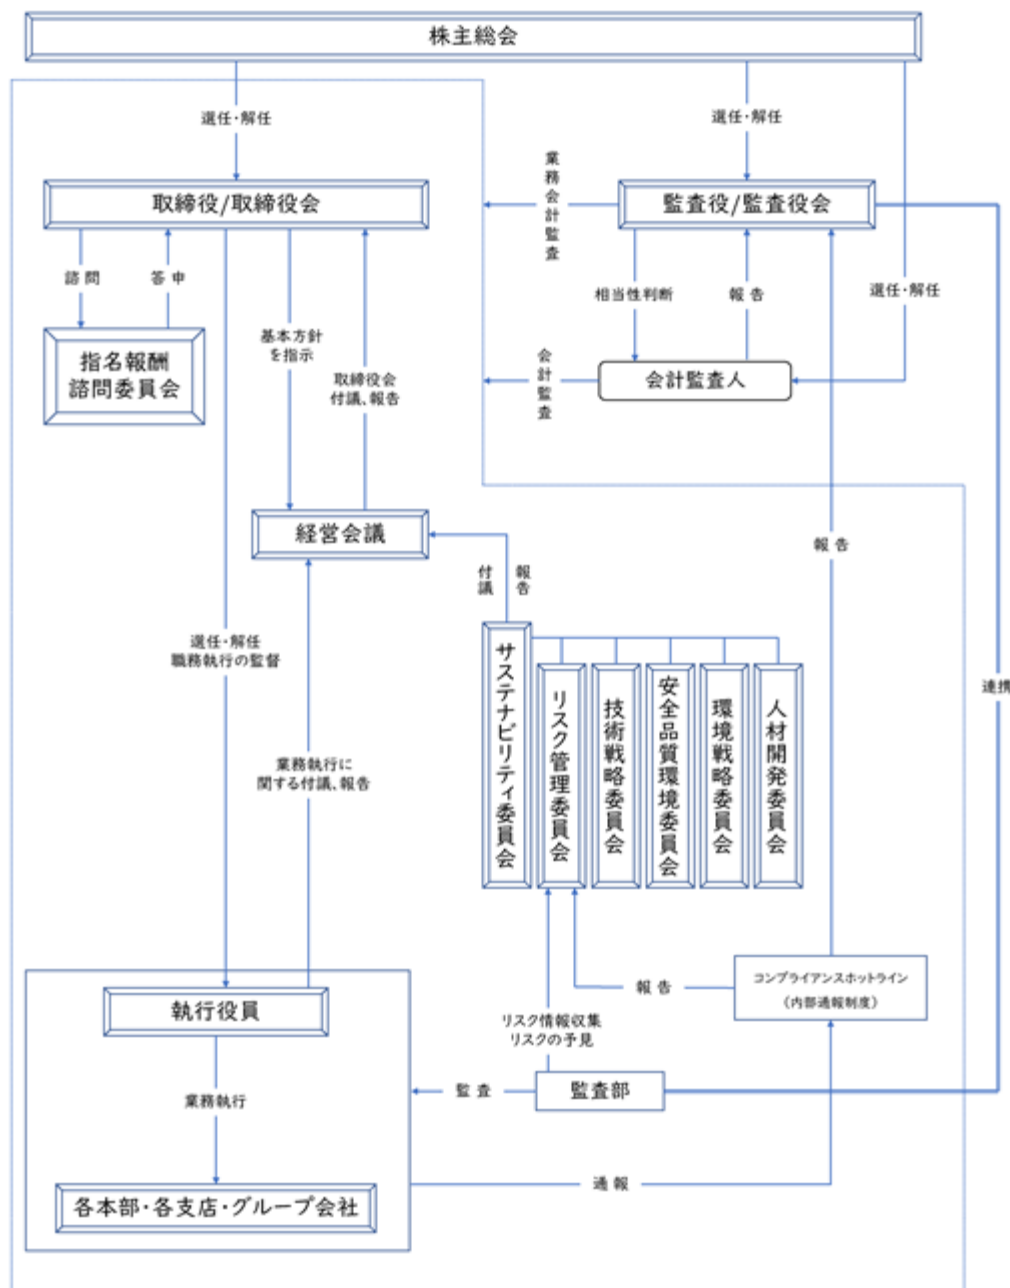 株主総会
選任・解任
選任・解任
取締役/取締役会
業務会計監査
監査役/監査役会
諮問
答申
相当性判断
報告
選任・解任
基本方針
を指示
指名報酬
諮問委員会
取締役会
付議、報告
会計監査
会計監査人
経営会議
報告
付議
報告
選任・解任
職務執行の監督
サステナビリティ委員会
リスク管理委員会
技術戦略委員会
安全品質環境委員会
環境戦略委員会
人材開発委員会
連携
業務執行に
関する付議、報告
コンプライアンスホットライン
(内部通報制度)
報告
執行役員
リスク情報収集
リスクの予見
監査
監査部
業務執行
通報
各本部・各支店・グループ会社